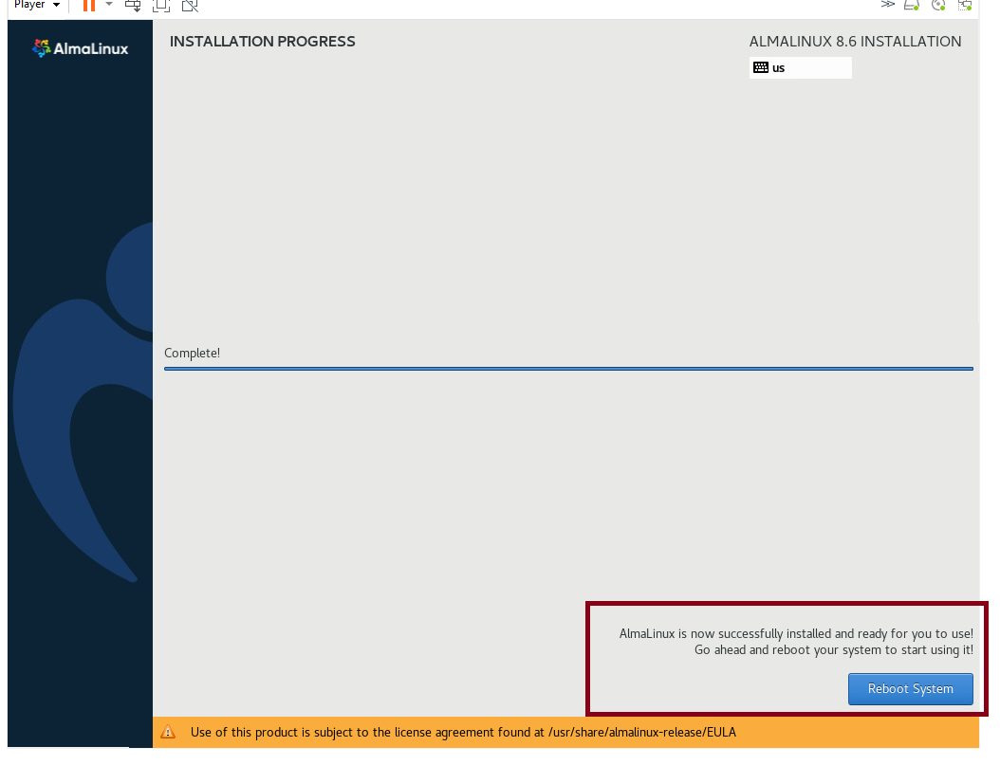 Player
AlmaLinux
INSTALLATION PROGRESS
ALMALINUX 8.6 INSTALLATION
us
Complete!
AlmaLinux is now successfully installed and ready for you to use!
Go ahead and reboot your system to start using it!
Reboot System
Use of this product is subject to the license agreement found at /usr/share/almalinux-release/EULA